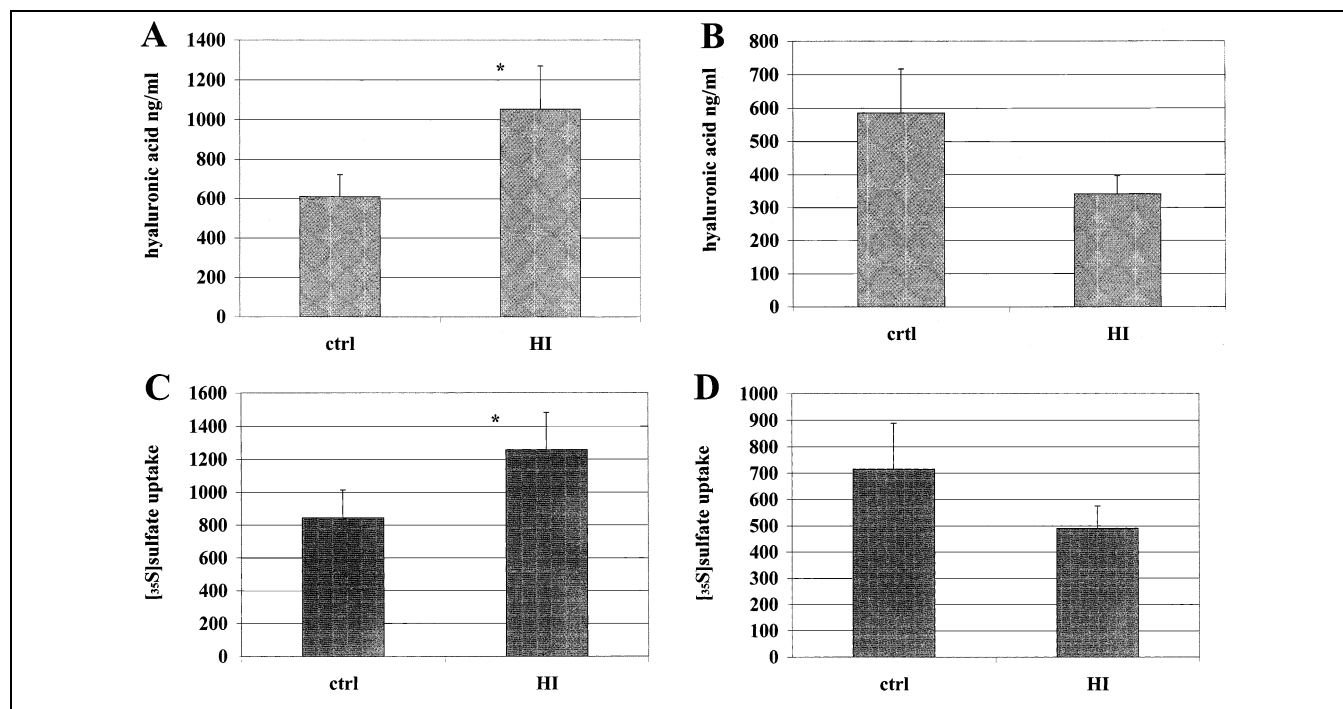 A
hyaluronic acid ng/ml
1400
1200
1000
800
600
400
200
0
*
ctrl
HI
B
hyaluronic acid ng/ml
800
700
600
500
400
300
200
100
0
crtl
HI
C
[35S]sulfate uptake
1600
1400
1200
1000
800
600
400
200
0
*
ctrl
HI
D
[35S]sulfate uptake
1000
900
800
700
600
500
400
300
200
100
0
ctrl
HI